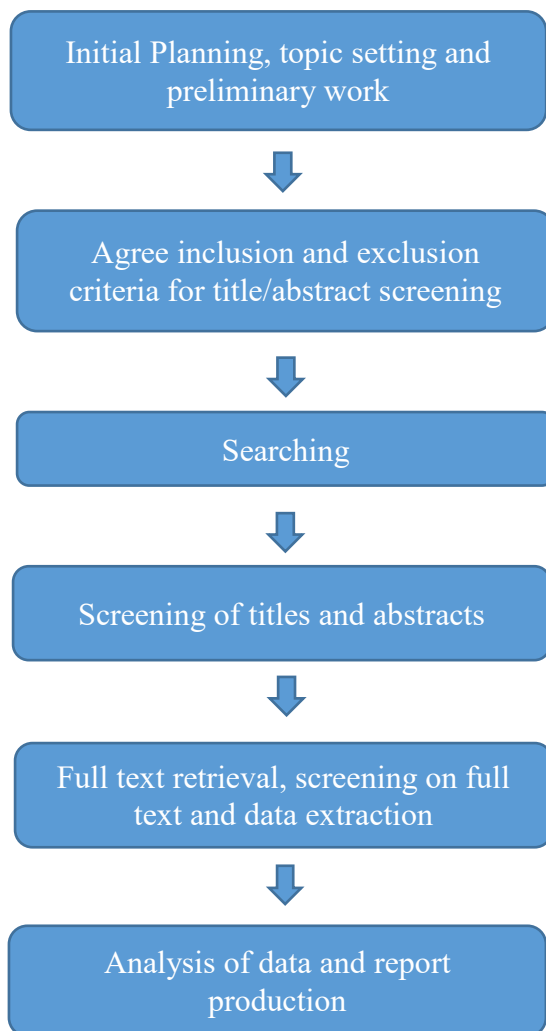 Initial Planning, topic setting and
preliminary work
Agree inclusion and exclusion
criteria for title/abstract screening
Searching
Screening of titles and abstracts
Full text retrieval, screening on full
text and data extraction
Analysis of data and report
production